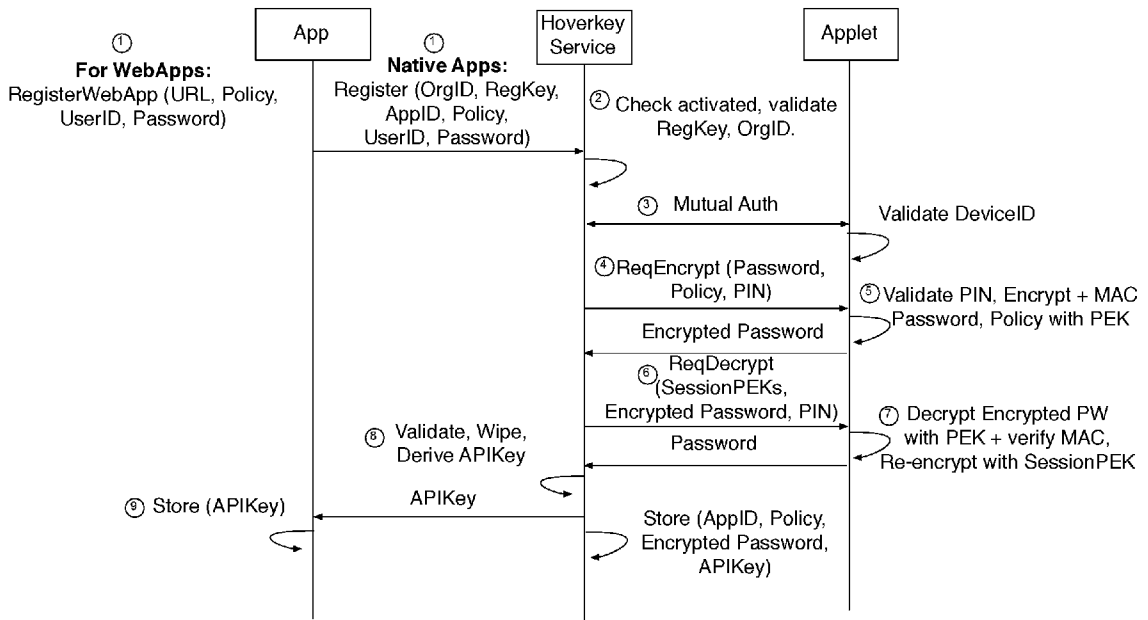 App
Hoverkey
Service
Applet
1
For WebApps:
RegisterWebApp (URL, Policy,
UserID, Password)
1
Native Apps:
Register (OrgID, RegKey,
AppID, Policy,
UserID, Password)
2 Check activated, validate
RegKey, OrgID.
3 Mutual Auth
Validate DeviceID
4 ReqEncrypt (Password,
Policy, PIN)
5 Validate PIN, Encrypt + MAC
Password, Policy with PEK
Encrypted Password
6 ReqDecrypt
(SessionPEKs,
Encrypted Password, PIN)
7 Decrypt Encrypted PW
with PEK + verify MAC,
Re-encrypt with SessionPEK
Password
8 Validate, Wipe,
Derive APIKey
APIKey
9 Store (APIKey)
Store (AppID, Policy,
Encrypted Password,
APIKey)